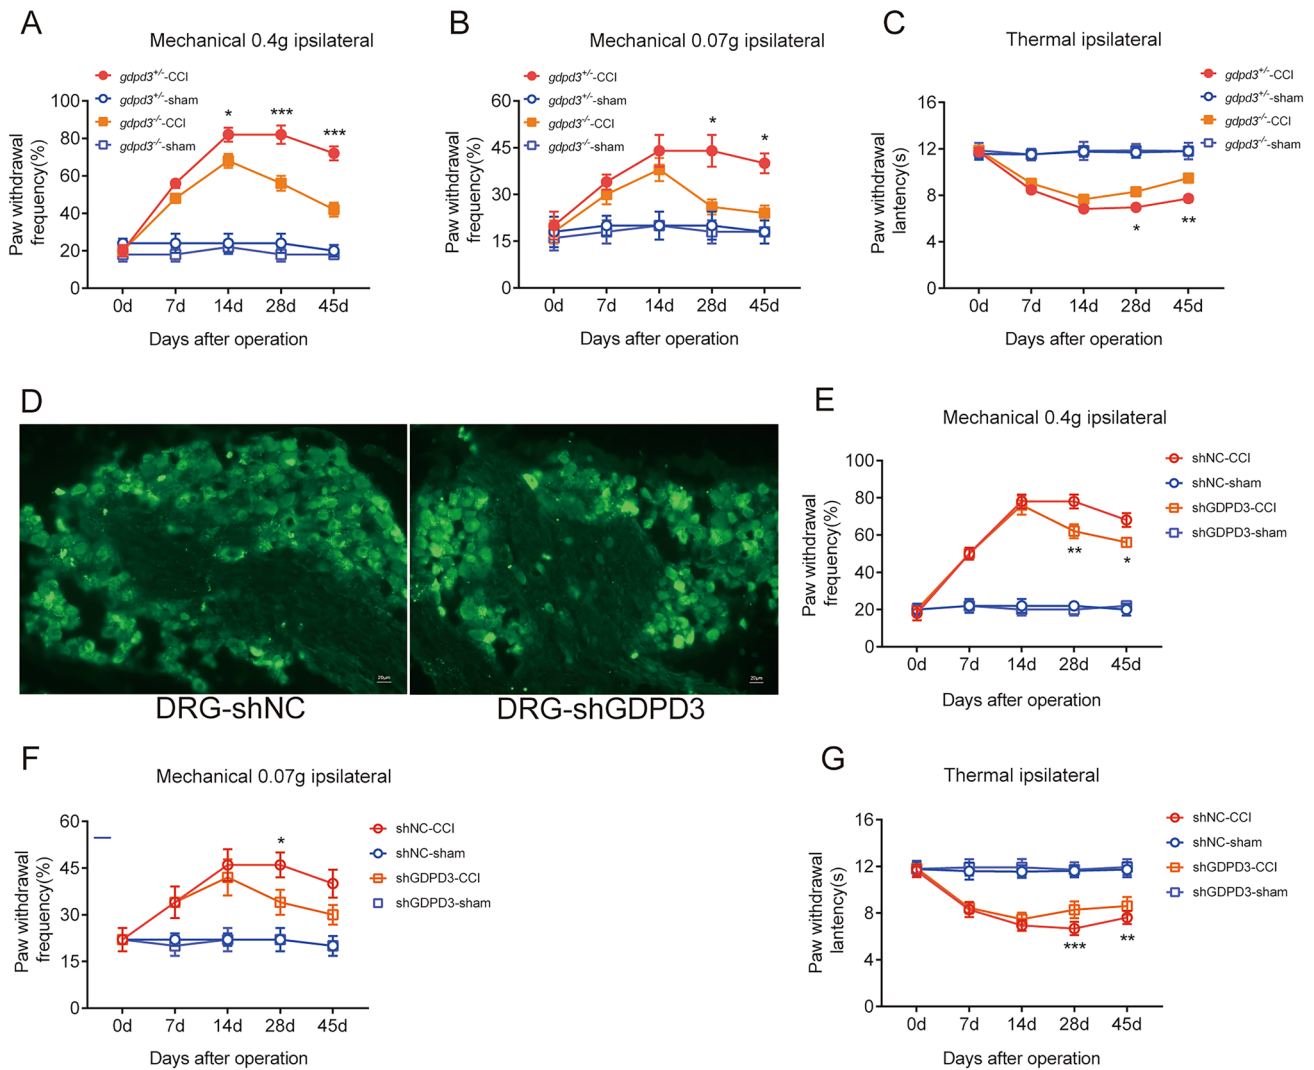 A
Mechanical 0.4g ipsilateral
gdpd3+/--CCI
gdpd3+/--sham
gdpd3-/--CCI
gdpd3-/--sham
Paw withdrawal
frequency(%)
100
80
60
40
20
0
*
***
***
0d 7d 14d 28d 45d
Days after operation
B
Mechanical 0.07g ipsilateral
gdpd3+/--CCI
gdpd3+/--sham
gdpd3-/--CCI
gdpd3-/--sham
Paw withdrawal
frequency(%)
60
45
30
15
0
*
*
0d 7d 14d 28d 45d
Days after operation
C
Thermal ipsilateral
gdpd3+/--CCI
gdpd3+/--sham
gdpd3-/--CCI
gdpd3-/--sham
Paw withdrawal
lantency(s)
16
12
8
4
0
*
**
0d 7d 14d 28d 45d
Days after operation
D
20μm
20μm
DRG-shNC
DRG-shGDPD3
E
Mechanical 0.4g ipsilateral
shNC-CCI
shNC-sham
shGDPD3-CCI
shGDPD3-sham
Paw withdrawal
frequency(%)
100
80
60
40
20
0
**
*
0d 7d 14d 28d 45d
Days after operation
F
Mechanical 0.07g ipsilateral
shNC-CCI
shNC-sham
shGDPD3-CCI
shGDPD3-sham
Paw withdrawal
frequency(%)
60
45
30
15
0
*
0d 7d 14d 28d 45d
Days after operation
G
Thermal ipsilateral
shNC-CCI
shNC-sham
shGDPD3-CCI
shGDPD3-sham
Paw withdrawal
lantency(s)
16
12
8
4
0
***
**
0d 7d 14d 28d 45d
Days after operation